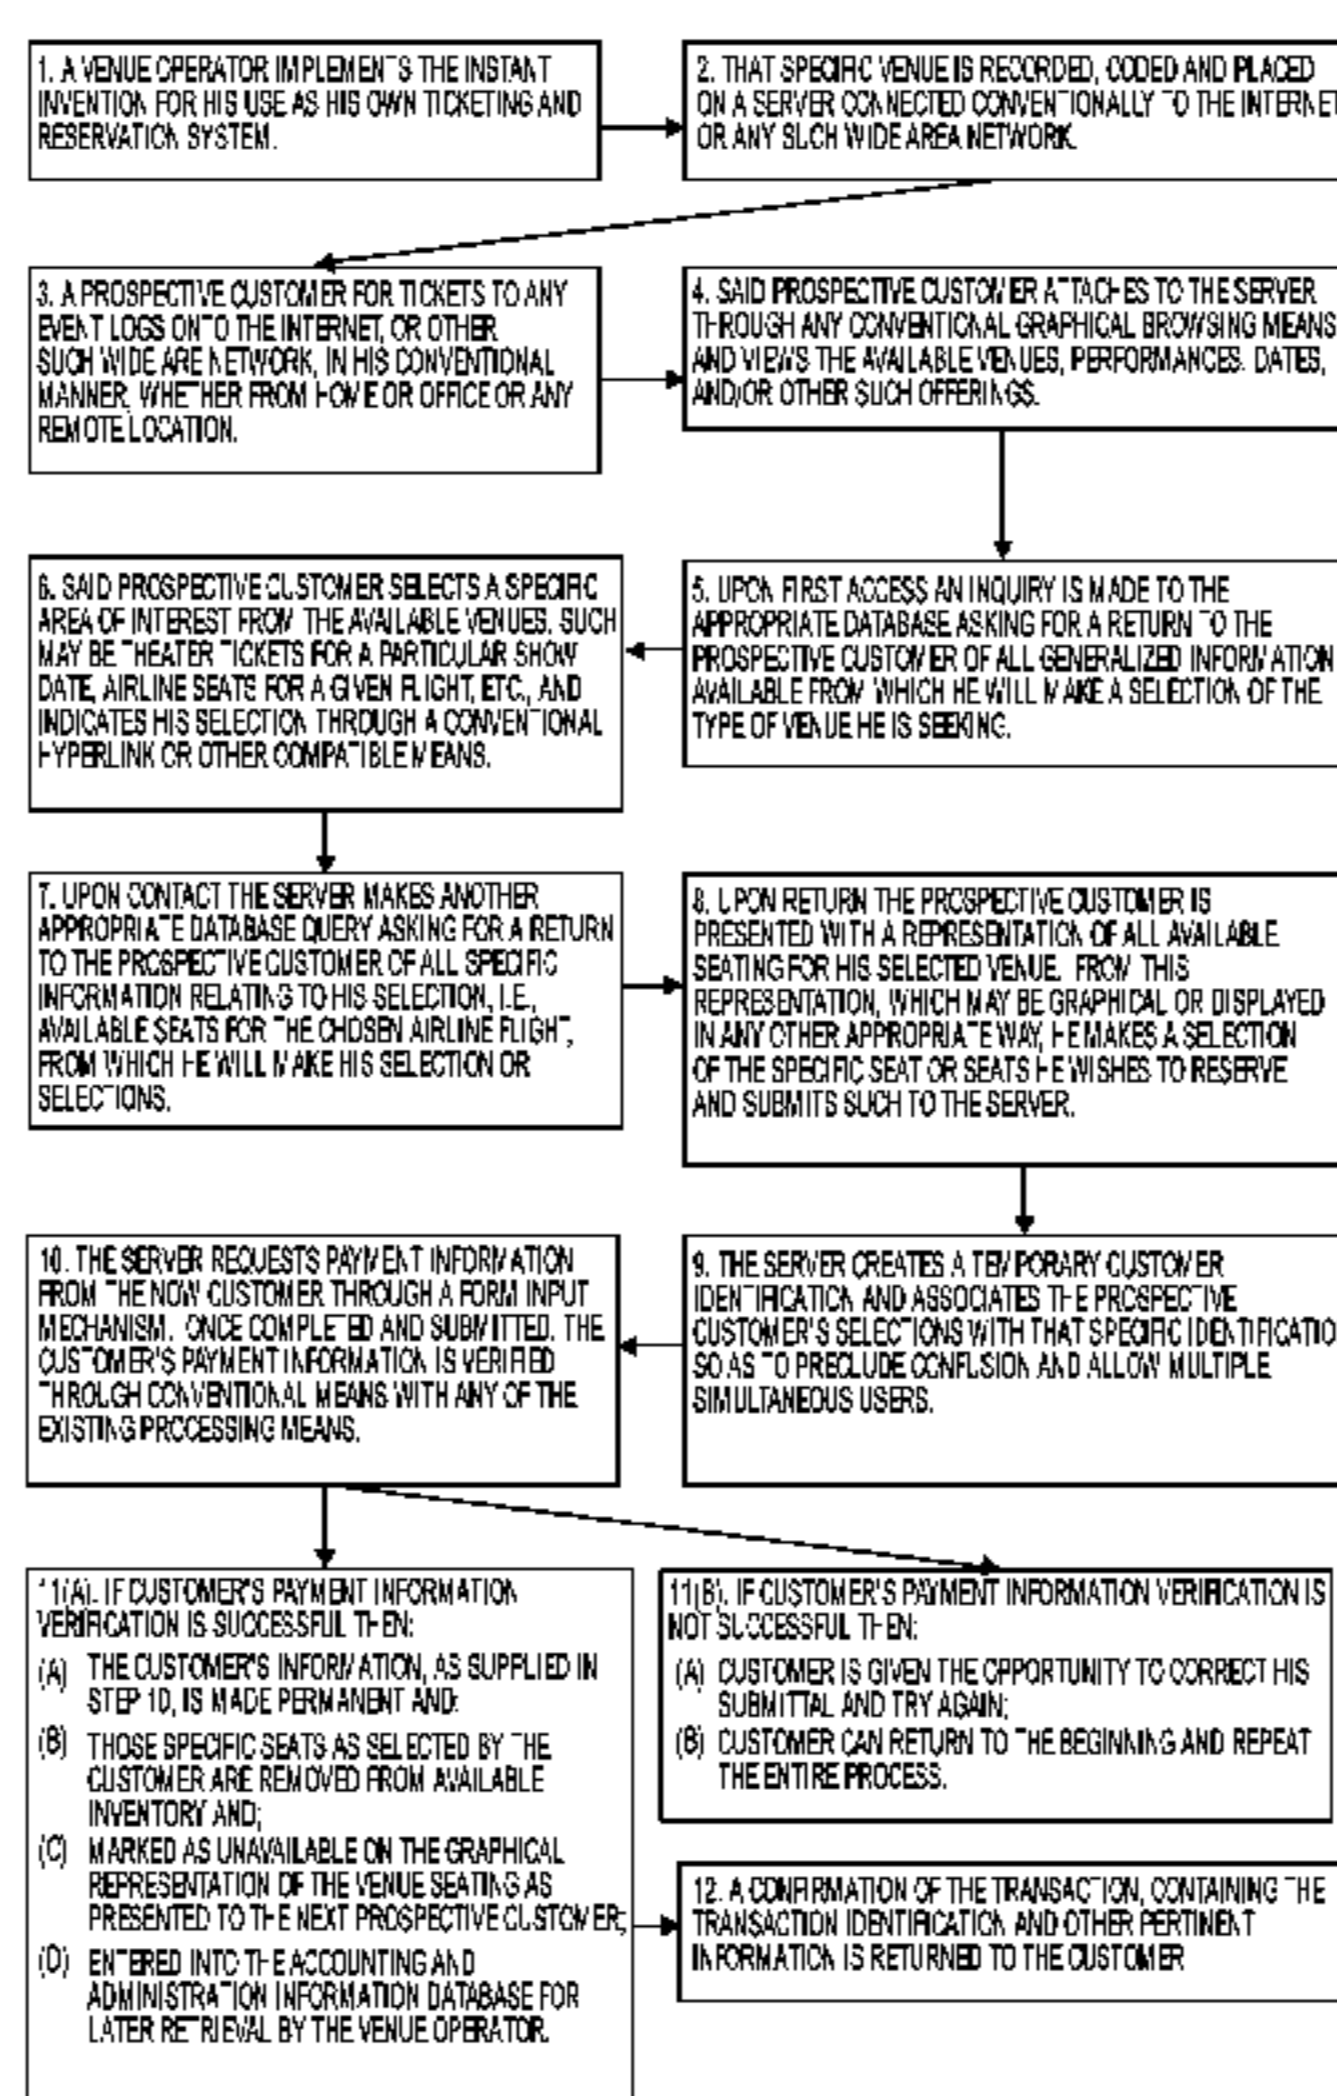 1. A VENUE OPERATOR IMPLEMENTS THE INSTANT
INVENTION FOR HIS USE AS HIS OWN TICKETING AND
RESERVATION SYSTEM.
2. THAT SPECIFIC VENUE IS RECORDED, CODED AND PLACED
ON A SERVER CONNECTED CONVENTIONALLY TO THE INTERNET
OR ANY SUCH WIDE AREA NETWORK.
3. A PROSPECTIVE CUSTOMER FOR TICKETS TO ANY
EVENT LOGS ONTO THE INTERNET, OR OTHER
SUCH WIDE ARE NETWORK, IN HIS CONVENTIONAL
MANNER, WHETHER FROM HOME OR OFFICE OR ANY
REMOTE LOCATION.
4. SAID PROSPECTIVE CUSTOMER ATTACHES TO THE SERVER
THROUGH ANY CONVENTIONAL GRAPHICAL BROWSING MEANS
AND VIEWS THE AVAILABLE VENUES, PERFORMANCES. DATES,
AND/OR OTHER SUCH OFFERINGS.
5. UPON FIRST ACCESS AN INQUIRY IS MADE TO THE
APPROPRIATE DATABASE ASKING FOR A RETURN TO THE
PROSPECTIVE CUSTOMER OF ALL GENERALIZED INFORMATION
AVAILABLE FROM WHICH HE WILL MAKE A SELECTION OF THE
TYPE OF VENUE HE IS SEEKING.
6. SAID PROSPECTIVE CUSTOMER SELECTS A SPECIFIC
AREA OF INTEREST FROM THE AVAILABLE VENUES. SUCH
MAY BE THEATER TICKETS FOR A PARTICULAR SHOW
DATE, AIRLINE SEATS FOR A GIVEN FLIGHT, ETC., AND
INDICATES HIS SELECTION THROUGH A CONVENTIONAL
HYPERLINK OR OTHER COMPATIBLE MEANS.
7. UPON CONTACT THE SERVER MAKES ANOTHER
APPROPRIATE DATABASE QUERY ASKING FOR A RETURN
TO THE PROSPECTIVE CUSTOMER OF ALL SPECIFIC
INFORMATION RELATING TO HIS SELECTION, I.E.,
AVAILABLE SEATS FOR THE CHOSEN AIRLINE FLIGHT,
FROM WHICH HE WILL MAKE HIS SELECTION OR
SELECTIONS.
8. UPON RETURN THE PROSPECTIVE CUSTOMER IS
PRESENTED WITH A REPRESENTATION OF ALL AVAILABLE
SEATING FOR HIS SELECTED VENUE. FROM THIS
REPRESENTATION, WHICH MAY BE GRAPHICAL OR DISPLAYED
IN ANY OTHER APPROPRIATE WAY, HE MAKES A SELECTION
OF THE SPECIFIC SEAT OR SEATS HE WISHES TO RESERVE
AND SUBMITS SUCH TO THE SERVER.
9. THE SERVER CREATES A TEMPORARY CUSTOMER
IDENTIFICATION AND ASSOCIATES THE PROSPECTIVE
CUSTOMER'S SELECTIONS WITH THAT SPECIFIC IDENTIFICATIO
SO AS TO PRECLUDE CONFUSION AND ALLOW MULTIPLE
SIMULTANEOUS USERS.
10. THE SERVER REQUESTS PAYMENT INFORMATION
FROM THE NOW CUSTOMER THROUGH A FORM INPUT
MECHANISM. ONCE COMPLETED AND SUBMITTED. THE
CUSTOMER'S PAYMENT INFORMATION IS VERIFIED
THROUGH CONVENTIONAL MEANS WITH ANY OF THE
EXISTING PROCESSING MEANS.
11(A). IF CUSTOMER'S PAYMENT INFORMATION
VERIFICATION IS SUCCESSFUL THEN:
(A) THE CUSTOMER'S INFORMATION, AS SUPPLIED IN
STEP 10, IS MADE PERMANENT AND:
(B) THOSE SPECIFIC SEATS AS SELECTED BY THE
CUSTOMER ARE REMOVED FROM AVAILABLE
INVENTORY AND;
(C) MARKED AS UNAVAILABLE ON THE GRAPHICAL
REPRESENTATION OF THE VENUE SEATING AS
PRESENTED TO THE NEXT PROSPECTIVE CUSTOMER;
(D) ENTERED INTO THE ACCOUNTING AND
ADMINISTRATION INFORMATION DATABASE FOR
LATER RETRIEVAL BY THE VENUE OPERATOR.
11(B). IF CUSTOMER'S PAYMENT INFORMATION VERIFICATION IS
NOT SUCCESSFUL THEN:
(A) CUSTOMER IS GIVEN THE OPPORTUNITY TO CORRECT HIS
SUBMITTAL AND TRY AGAIN;
(B) CUSTOMER CAN RETURN TO THE BEGINNING AND REPEAT
THE ENTIRE PROCESS.
12. A CONFIRMATION OF THE TRANSACTION, CONTAINING THE
TRANSACTION IDENTIFICATION AND OTHER PERTINENT
INFORMATION IS RETURNED TO THE CUSTOMER